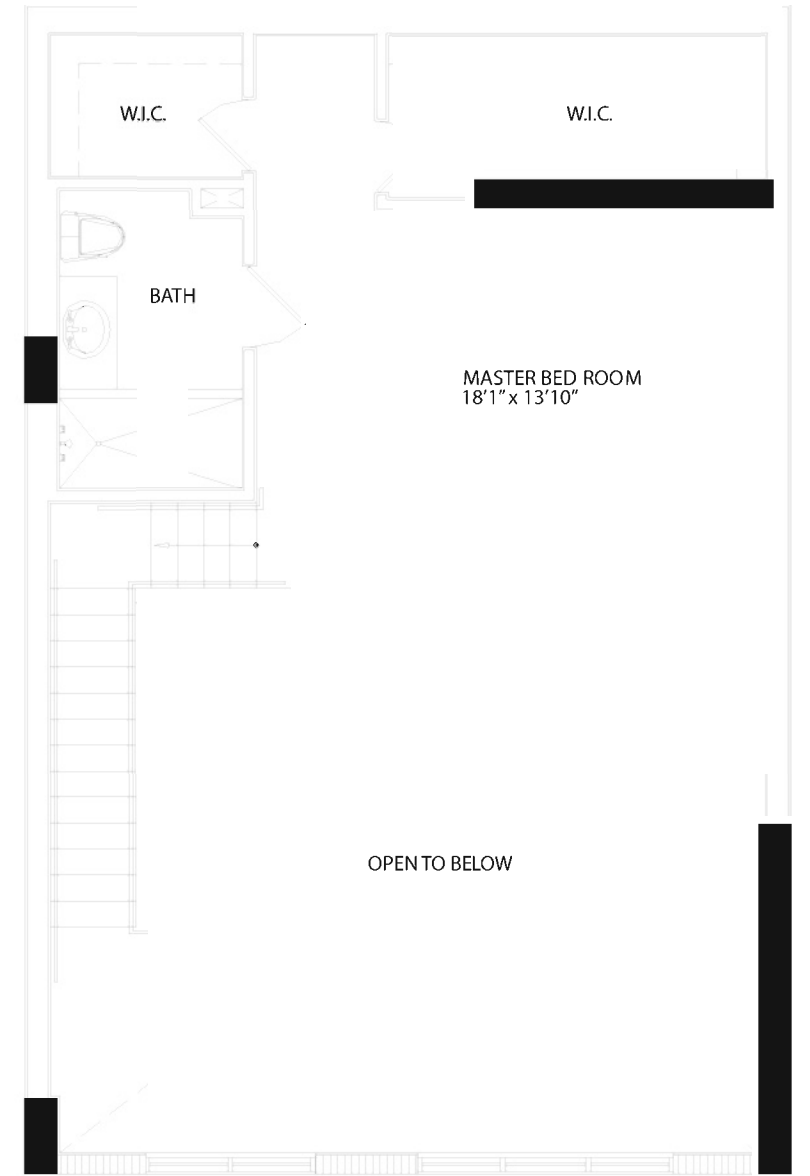 W.I.C.
W.I.C.
BATH
MASTER BED ROOM
18'1" x 13'10"
OPEN TO BELOW